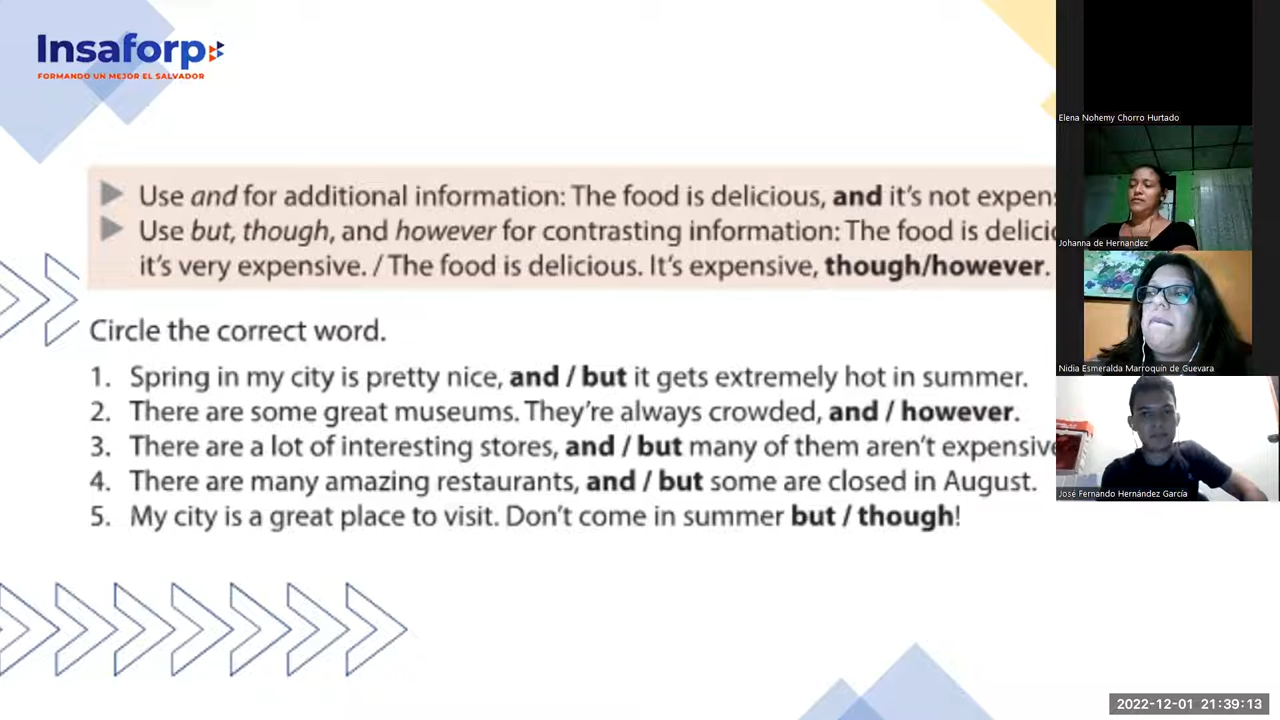 Insaforp
FORMANDO UN MEJOR EL SALVADOR
Use and for additional information: The food is delicious, and it's not
Use but, though, and however for contrasting information: The food is
it's very expensive. / The food is delicious. It's expensive, though/however.
Circle the correct word.
1. Spring in my city is pretty nice, and / but it gets extremely hot in summer.
2. There are some great museums. They're always crowded, and / however.
3. There are a lot of interesting stores, and / but many of them aren't expensive
4. There are many amazing restaurants, and / but some are closed in August.
5. My city is a great place to visit. Don't come in summer but / though!
Elena Nohemy Chorro Hurtado
Johanna de Hernandez
Nidia Esmeralda Marroquin de Guevara
José Fernando Hernández García
2022-12-01 21:39:13